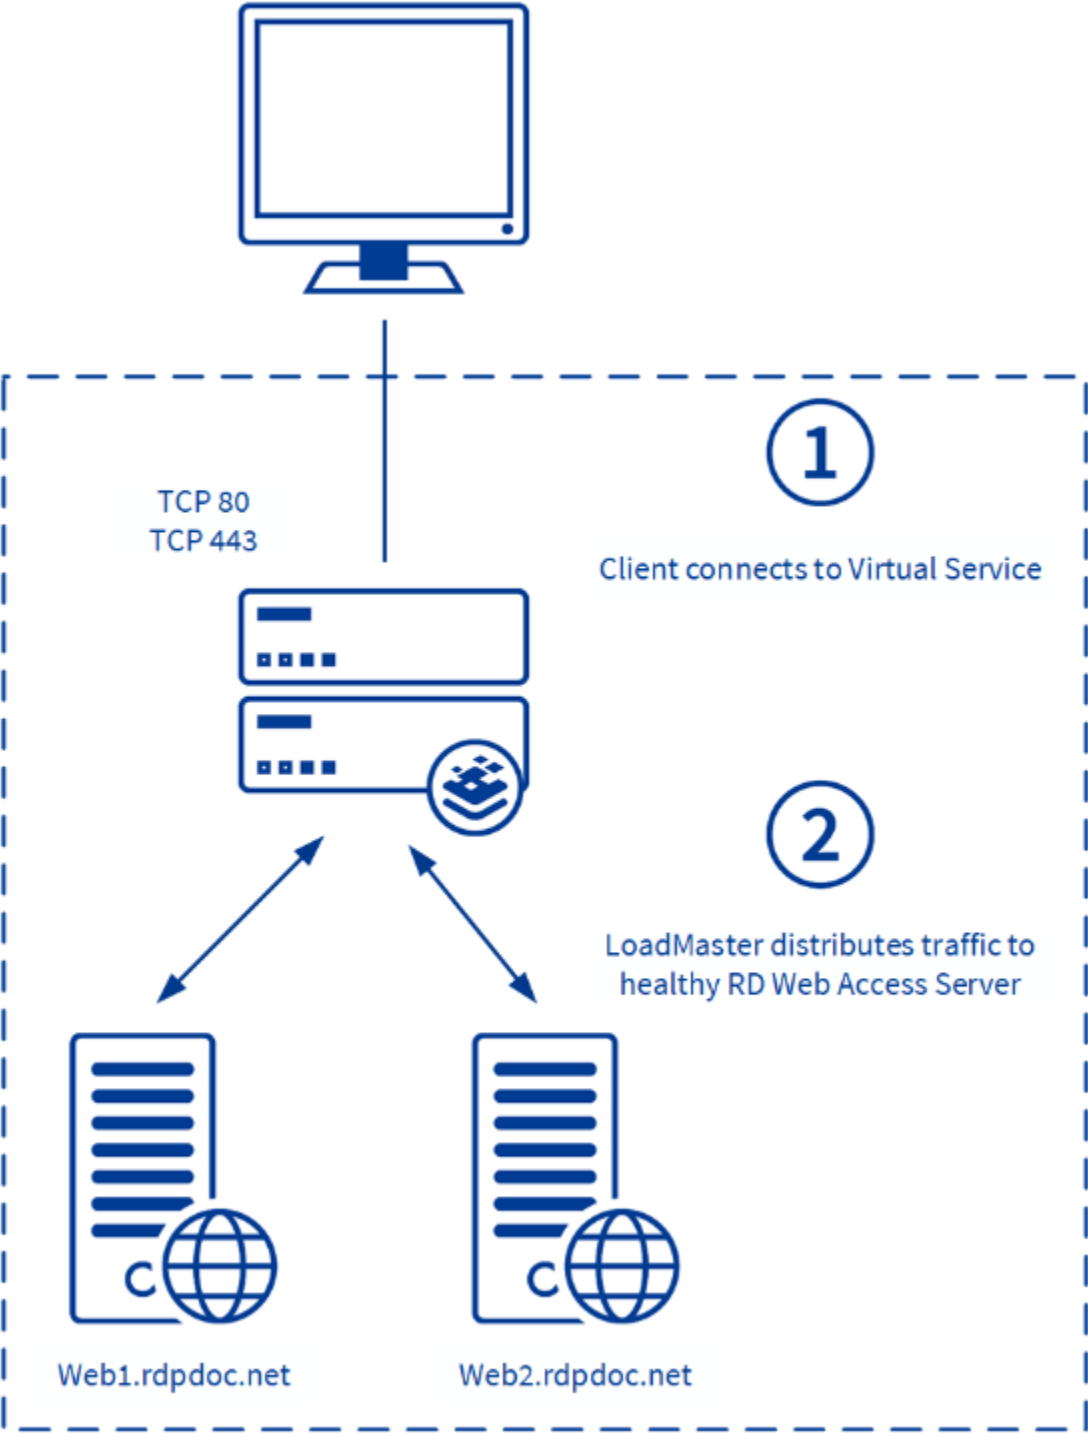 1
TCP 80
TCP 443
Client connects to Virtual Service
2
LoadMaster distributes traffic to
healthy RD Web Access Server
Web1.rdpdoc.net
Web2.rdpdoc.net